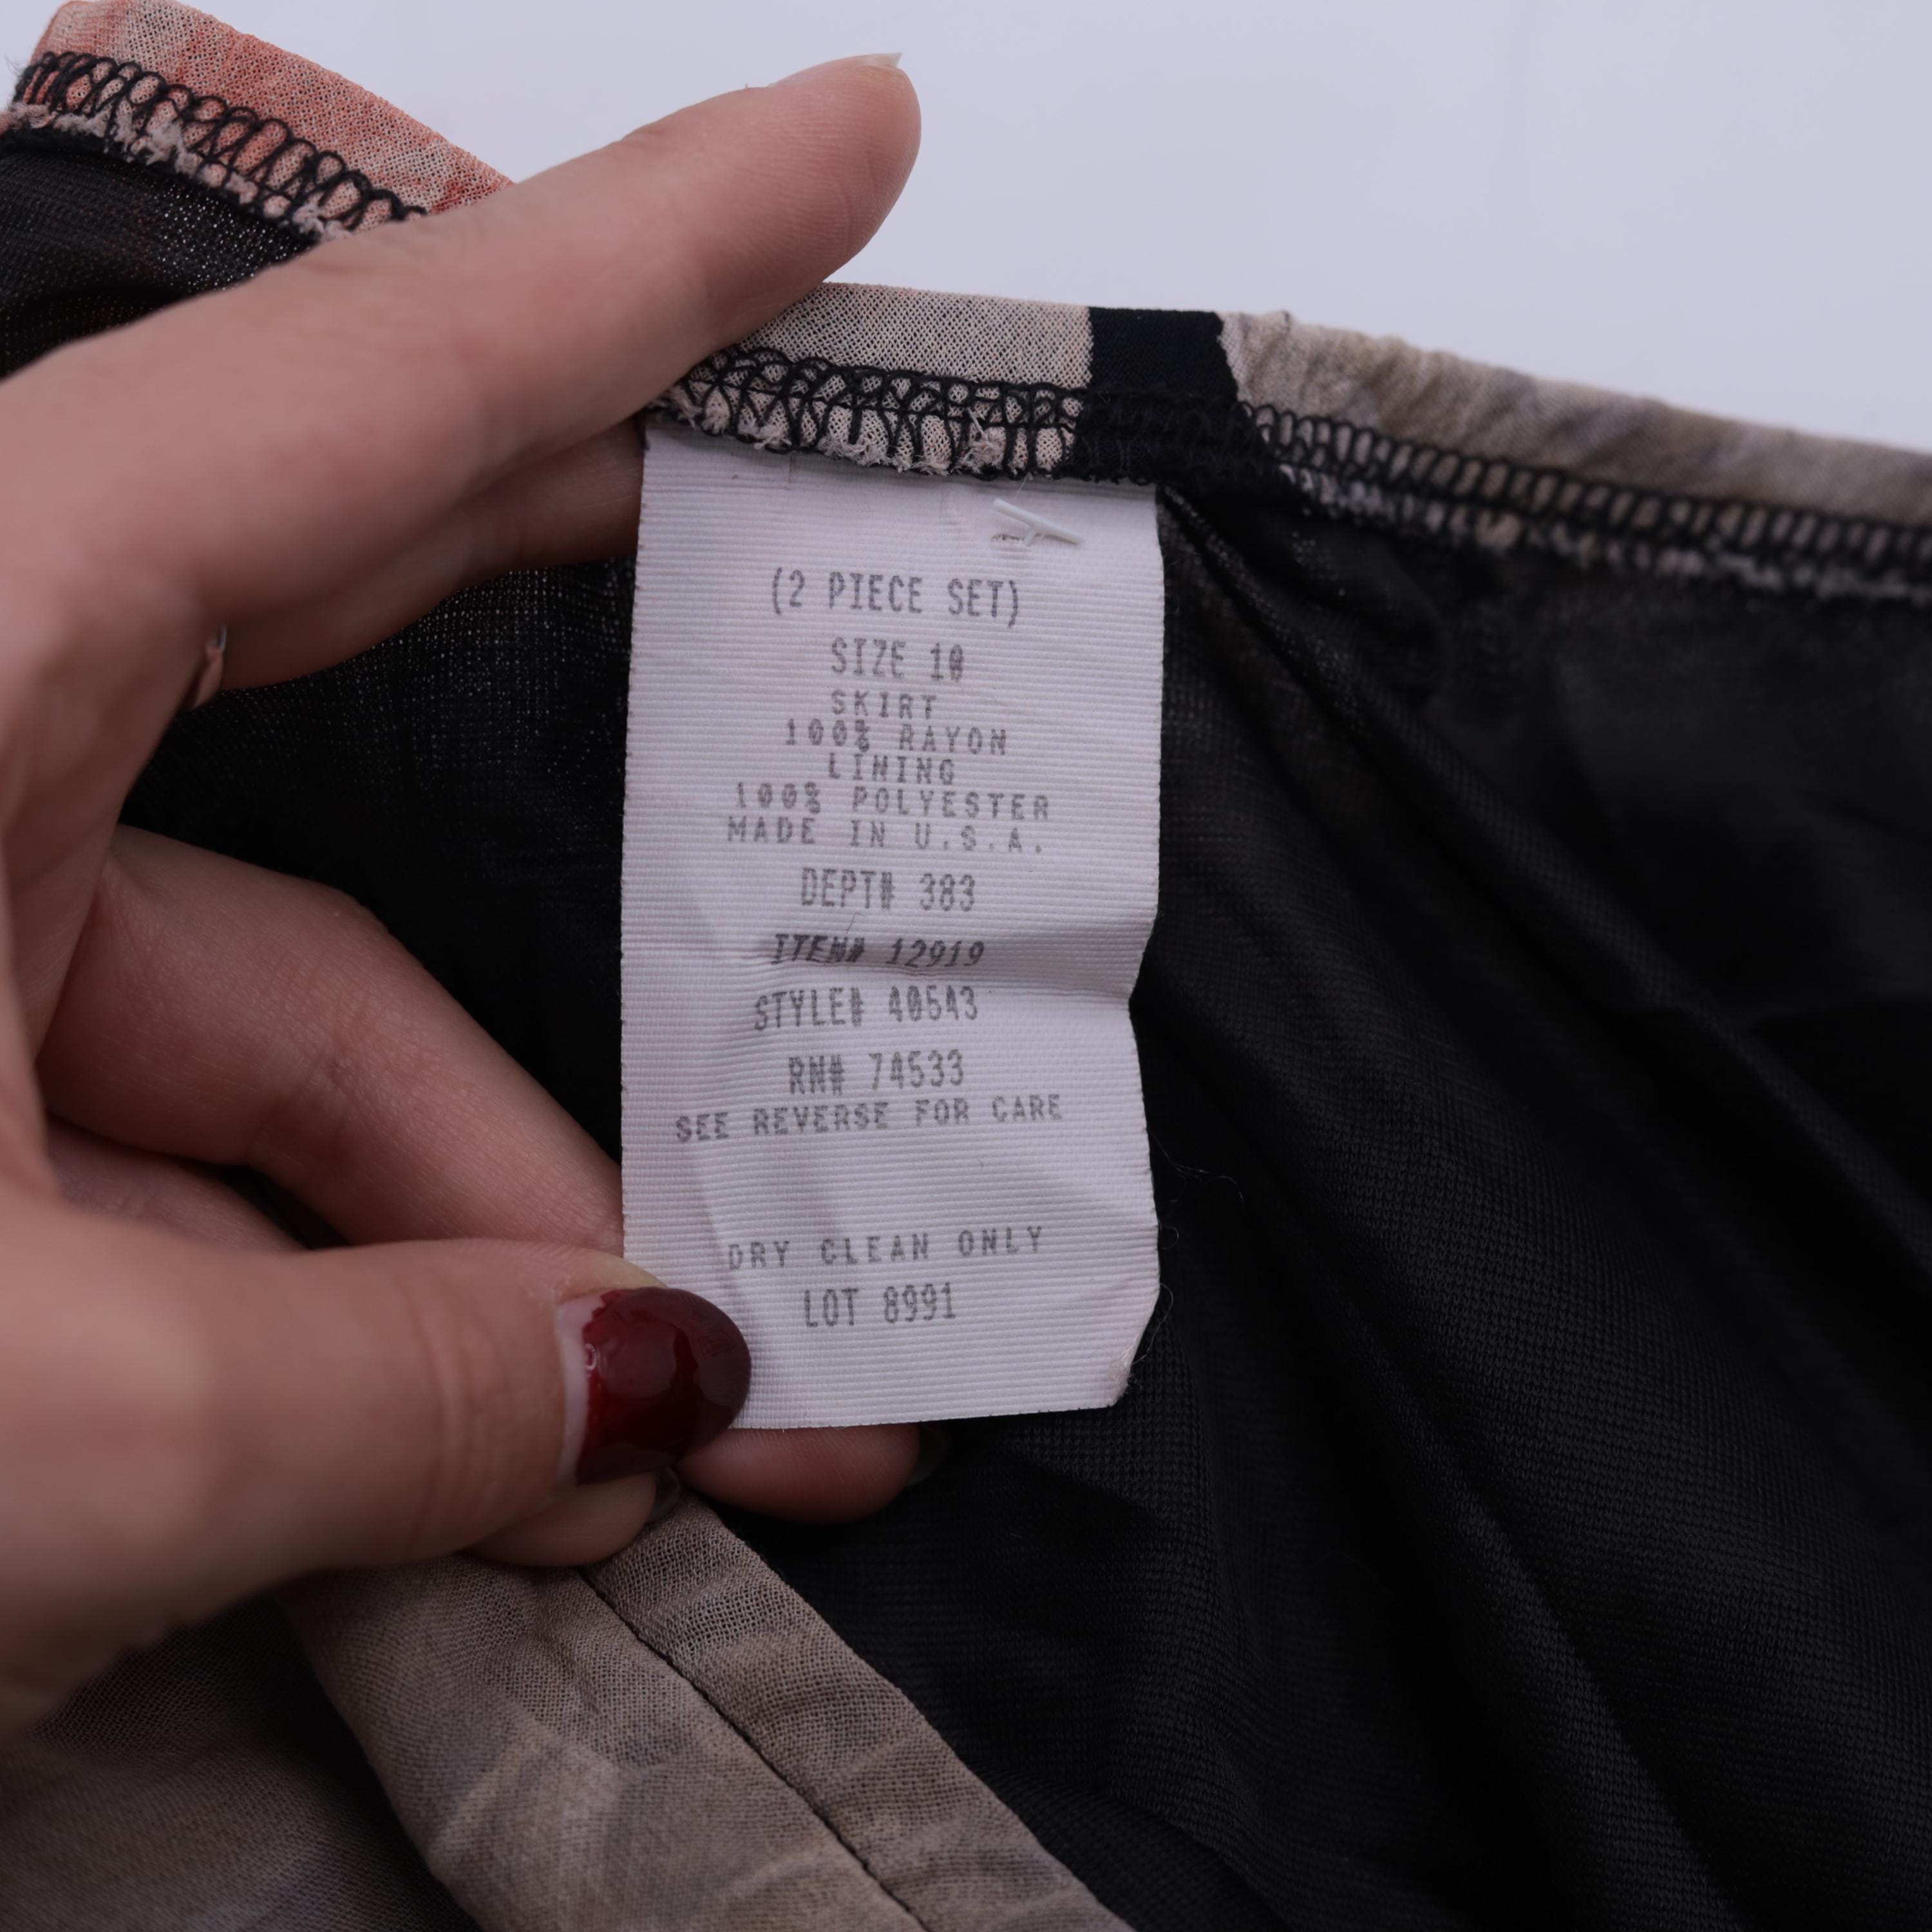 (2 PIECE SET)
SIZE 10
SKIRT
100% RAYON
LINING
100% POLYESTER
MADE IN U.S.A.
DEPT# 383
ITEM# 12919
STYLE# 40543
RN# 74533
SEE REVERSE FOR CARE
DRY CLEAN ONLY
LOT 8991